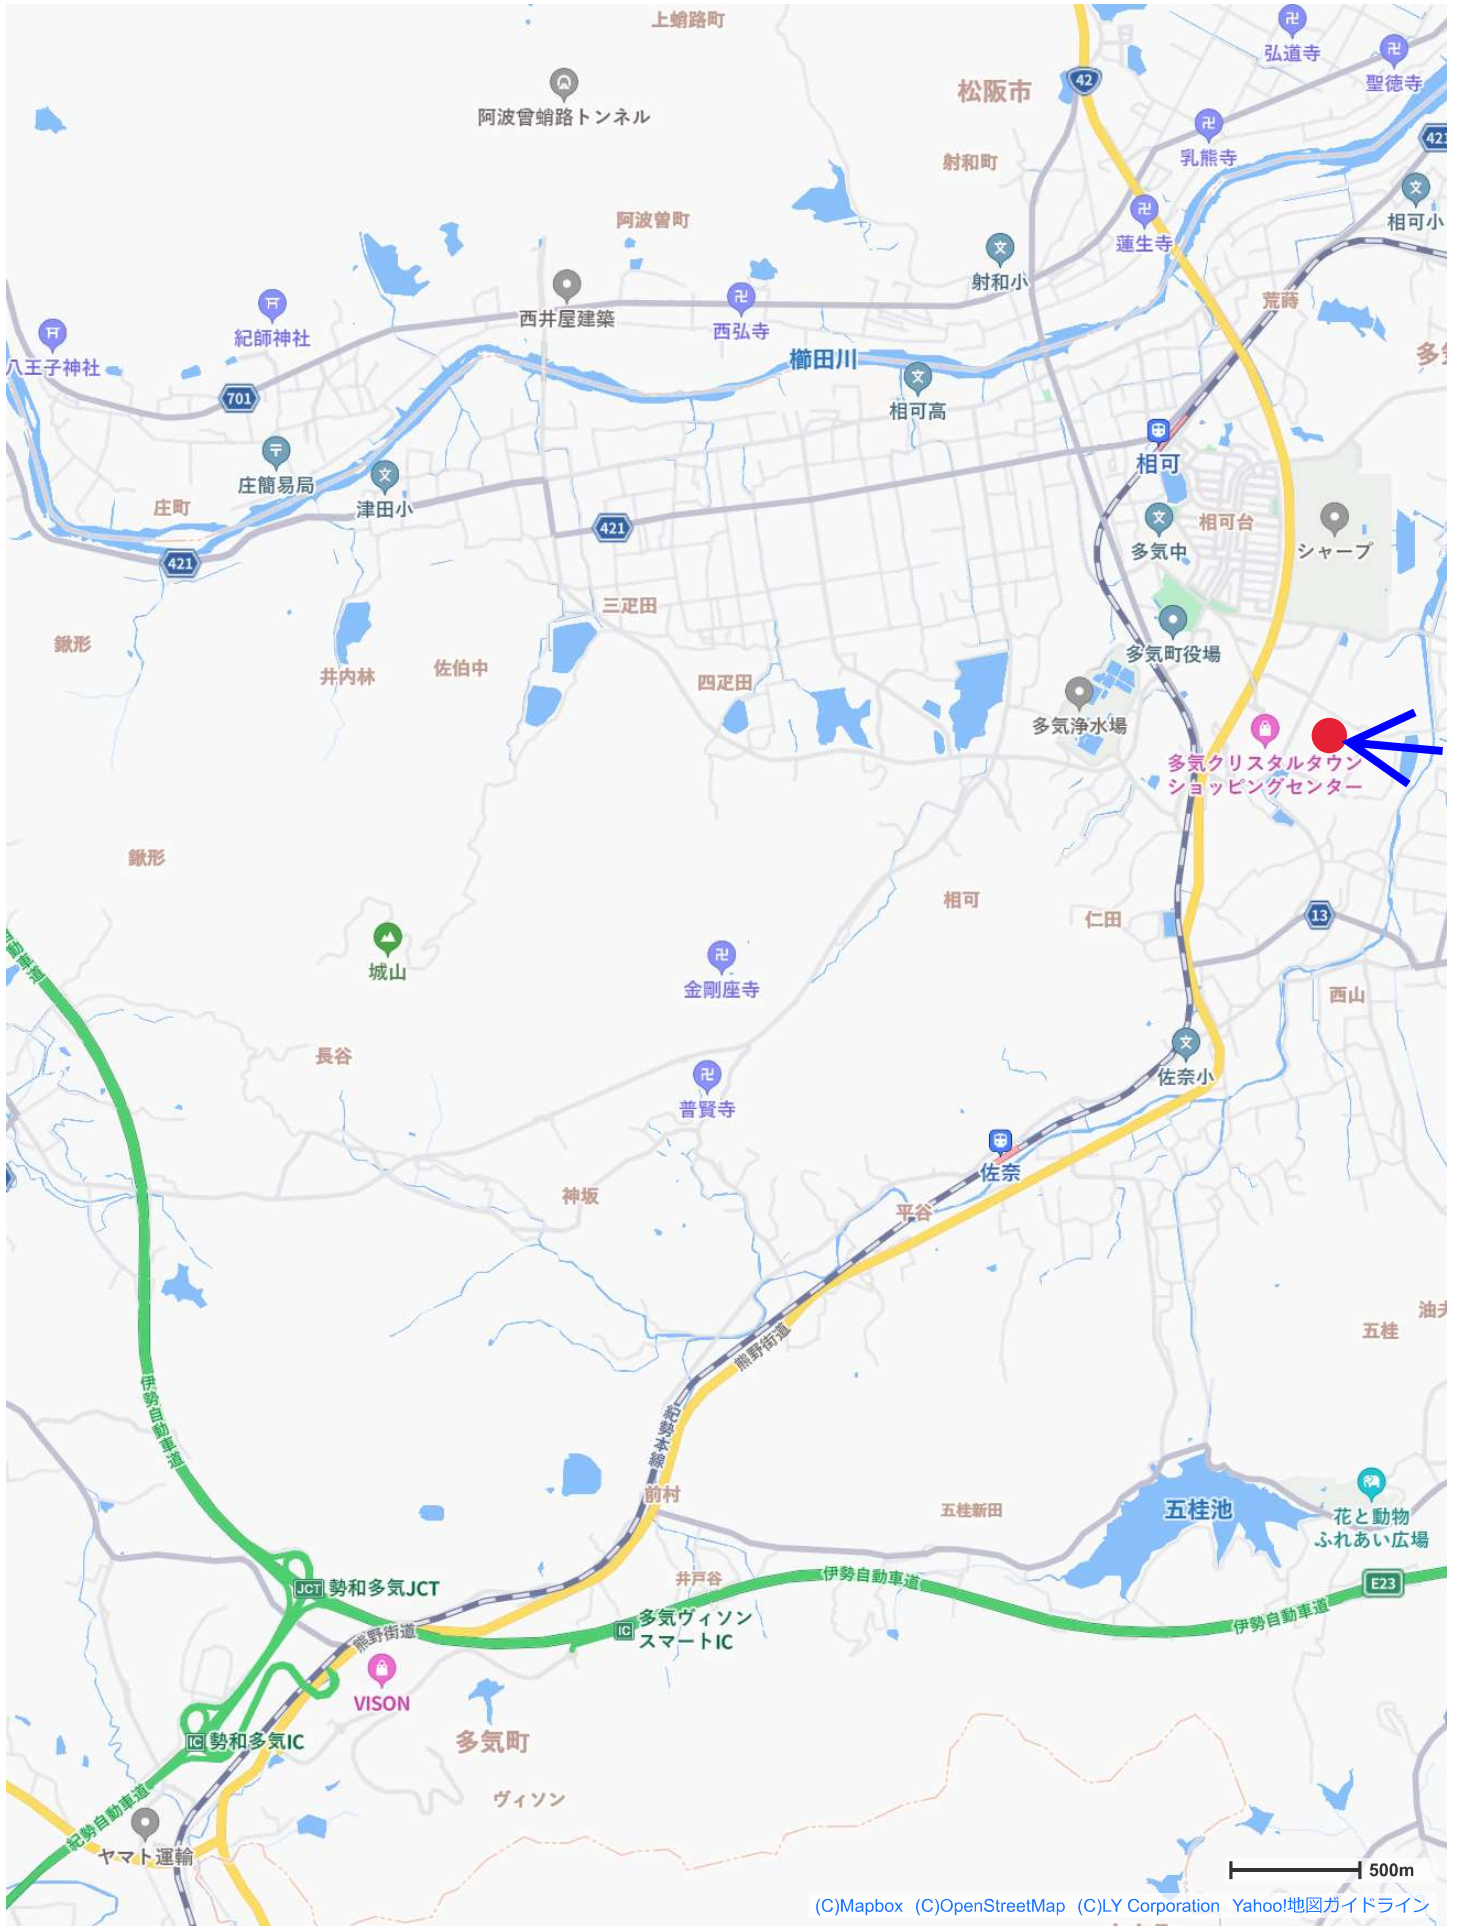 上蛸路町
弘道寺
聖徳寺
42
松阪市
阿波曾蛸路トンネル
射和町
乳熊寺
421
相可小
阿波曽町
蓮生寺
射和小
荒蒔
西井屋建築
西弘寺
紀師神社
八王子神社
櫛田川
701
相可高
相可
庄簡易局
津田小
庄町
421
421
相可台
多気中
シャープ
三疋田
鍬形
井内林
佐伯中
四疋田
多気町役場
多気浄水場
多気クリスタルタウン
ショッピングセンター
鍬形
相可
仁田
13
城山
金剛座寺
西山
自動車道
長谷
佐奈小
普賢寺
佐奈
神坂
平谷
五桂
熊野街道
伊勢自動車道
紀勢本線
前村
五桂新田
五桂池
花と動物
ふれあい広場
JCT 勢和多気JCT
井戸谷
伊勢自動車道
E23
伊勢自動車道
IC 多気ヴィソン
スマートIC
熊野街道
VISON
IC 勢和多気IC
多気町
ヴィソン
紀勢自動車道
ヤマト運輸
500m
(C)Mapbox (C)OpenStreetMap (C)LY Corporation Yahoo!地図ガイドライン